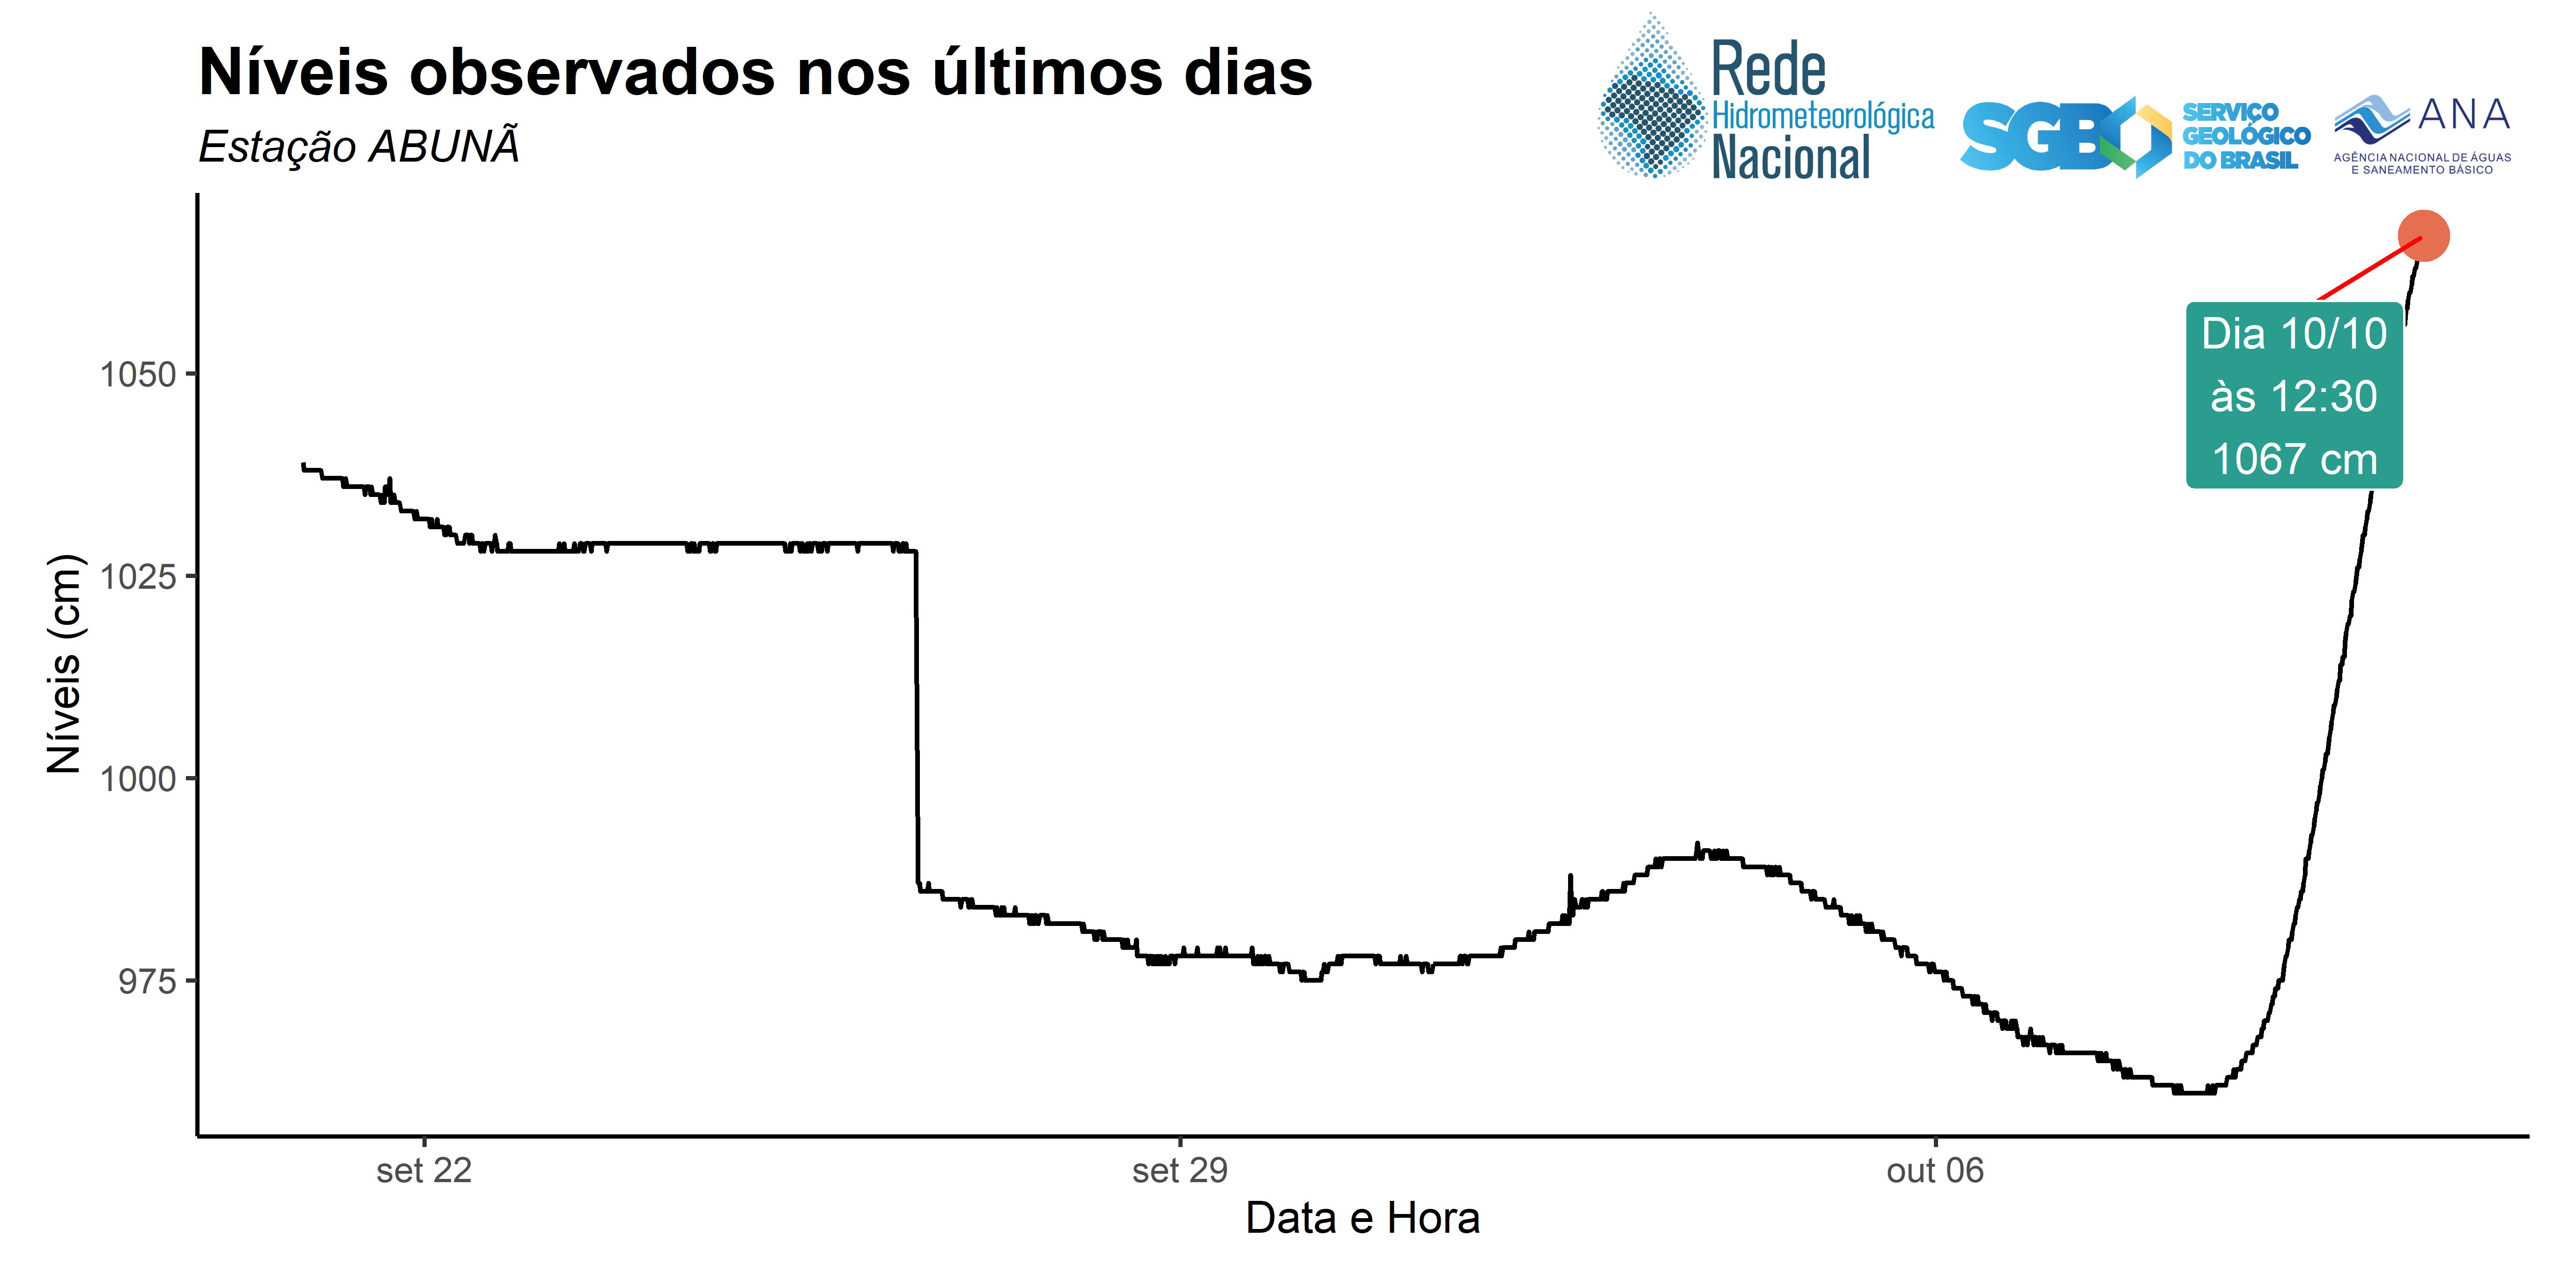 Níveis observados nos últimos dias
Estação ABUNÃ
Rede
Hidrometeorológica
Nacional
SGB
SERVIÇO
GEOLÓGICO
DO BRASIL
ANA
AGÊNCIA NACIONAL DE ÁGUAS
E SANEAMENTO BÁSICO
Dia 10/10
às 12:30
1067 cm
Níveis (cm)
1050
1025
1000
975
set 22
set 29
out 06
Data e Hora